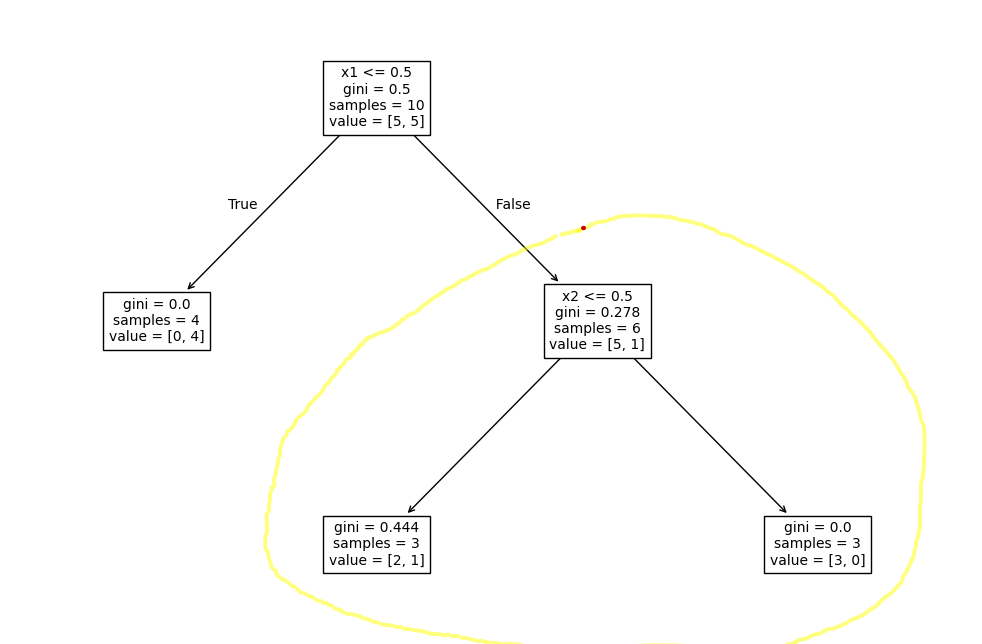 x1 <= 0.5
gini = 0.5
samples = 10
value = [5, 5]
True
False
gini = 0.0
samples = 4
value = [0, 4]
x2 <= 0.5
gini = 0.278
samples = 6
value = [5, 1]
gini = 0.444
samples = 3
value = [2, 1]
gini = 0.0
samples = 3
value = [3, 0]